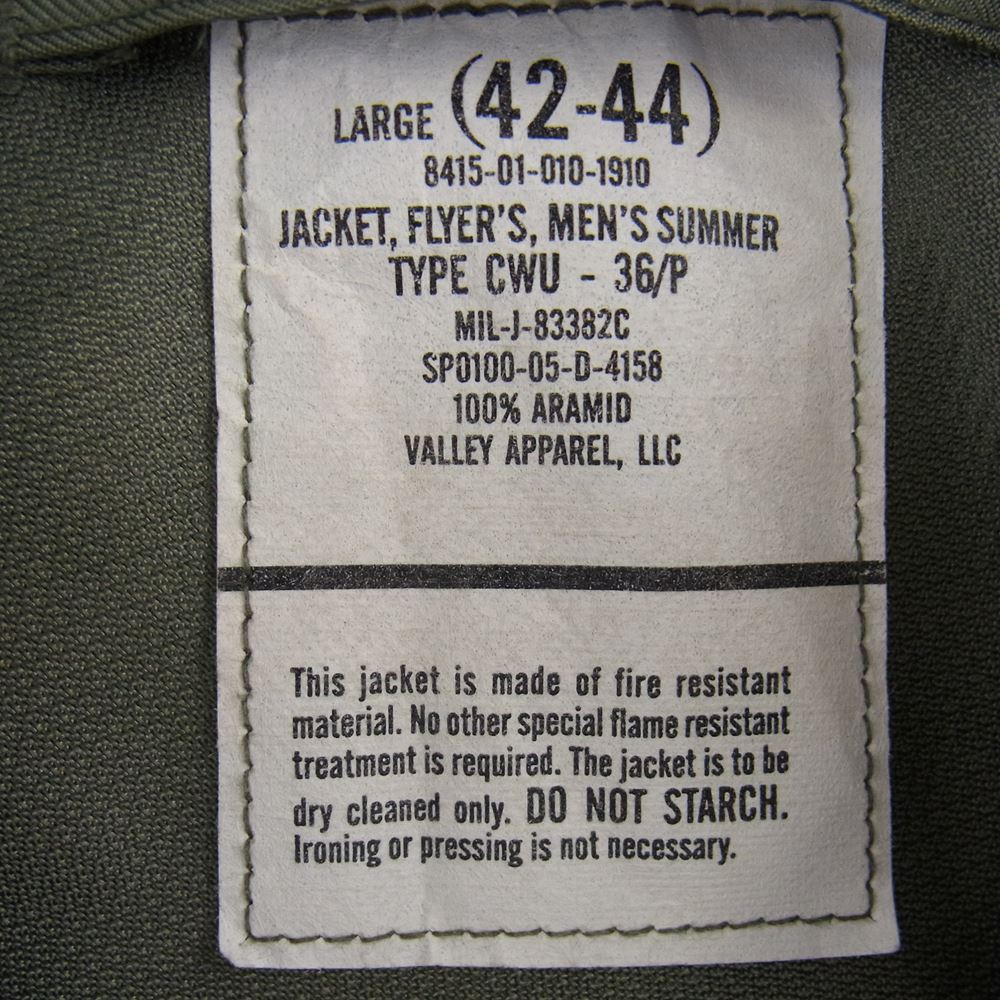 LARGE (42-44)
8415-01-010-1910
JACKET, FLYER'S, MEN'S SUMMER
TYPE CWU - 36/P
MIL-J-83382C
SP0100-05-D-4158
100% ARAMID
VALLEY APPAREL, LLC
This jacket is made of fire resistant
material. No other special flame resistant
treatment is required. The jacket is to be
dry cleaned only. DO NOT STARCH.
Ironing or pressing is not necessary.